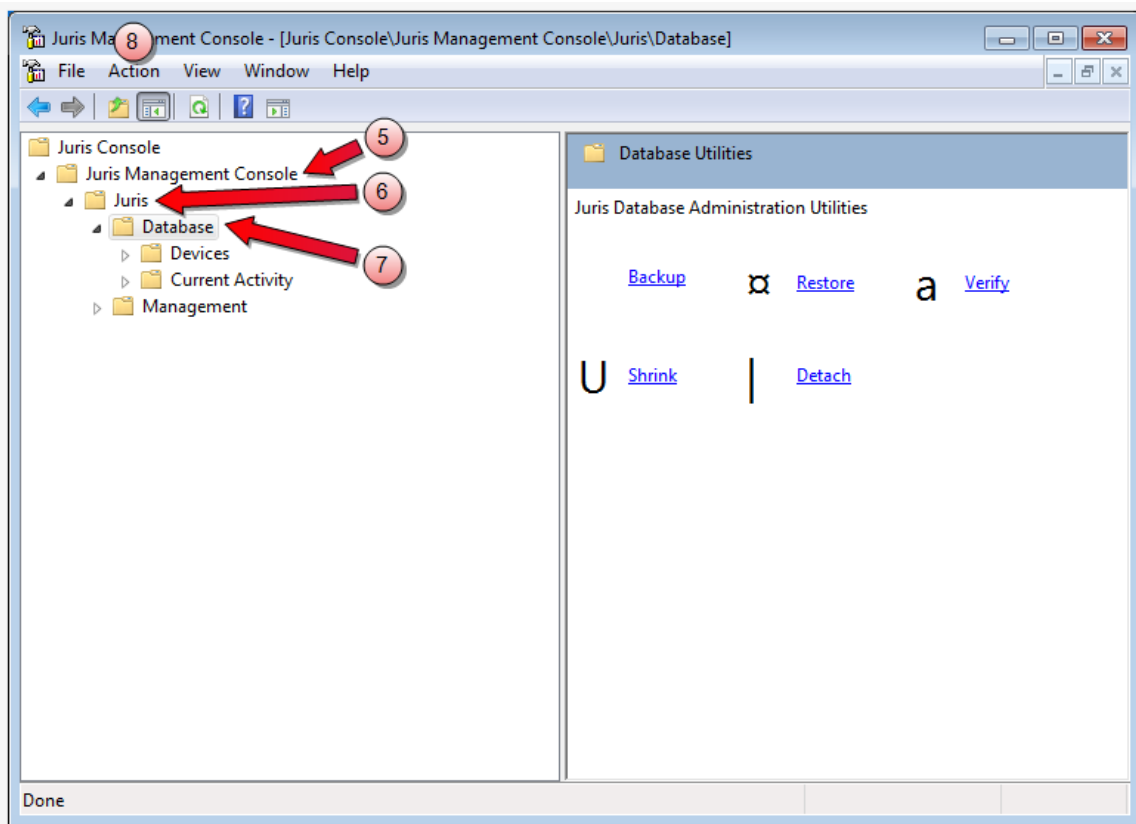 Juris Ma ment Console - [Juris Console\Juris Management Console\Juris\Database]
8
File Action View Window Help
Juris Console
Juris Management Console
5
Juris
6
Database
7
Devices
Current Activity
Management
Database Utilities
Juris Database Administration Utilities
Backup
¤ Restore
a Verify
U Shrink
| Detach
Done